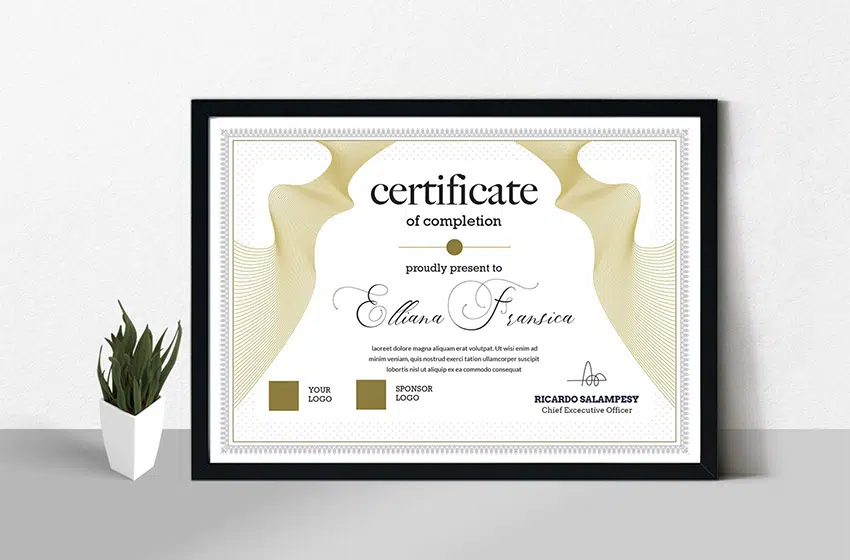 certificate
of completion
proudly present to
Elliana Fransica
laoreet dolore magna aliquam erat volutpat. Ut wisi enim ad
minim veniam, quis nostrud exerci tation ullamcorper suscipit
lobortis nisl ut aliquip ex ea commodo consequat
YOUR
LOGO
SPONSOR
LOGO
RICARDO SALAMPESY
Chief Excecutive Officer